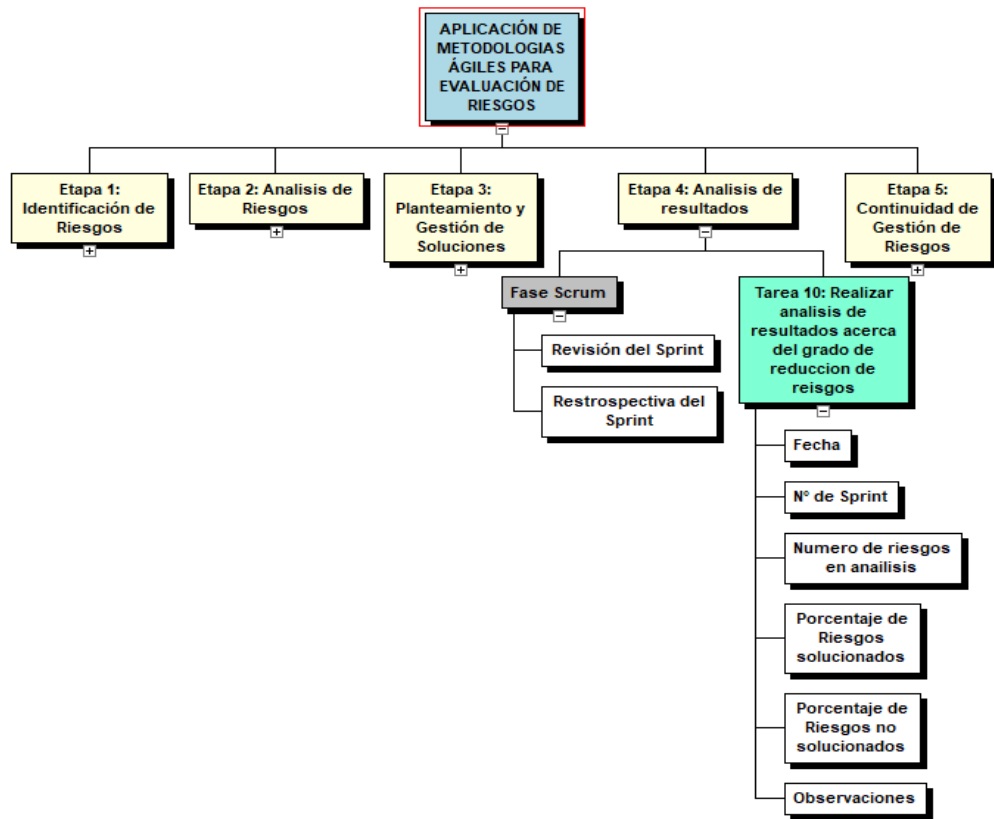 APLICACIÓN DE
METODOLOGIAS
ÁGILES PARA
EVALUACIÓN DE
RIESGOS
Etapa 1:
Identificación de
Riesgos
Etapa 2: Analisis de
Riesgos
Etapa 3:
Planteamiento y
Gestión de
Soluciones
Etapa 4: Analisis de
resultados
Etapa 5:
Continuidad de
Gestión de
Riesgos
Fase Scrum
Revisión del Sprint
Restrospectiva del
Sprint
Tarea 10: Realizar
analisis de
resultados acerca
del grado de
reduccion de
reisgos
Fecha
Nº de Sprint
Numero de riesgos
en anailisis
Porcentaje de
Riesgos
solucionados
Porcentaje de
Riesgos no
solucionados
Observaciones